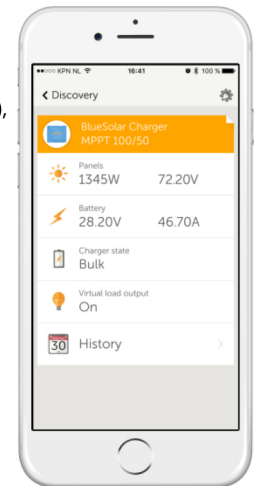 ),
KPN NL 16:41 100 %
Discovery
BlueSolar Charger
MPPT 100/50
Panels
1345W 72.20V
Battery
28.20V 46.70A
Charger state
Bulk
Virtual load output
On
30 History